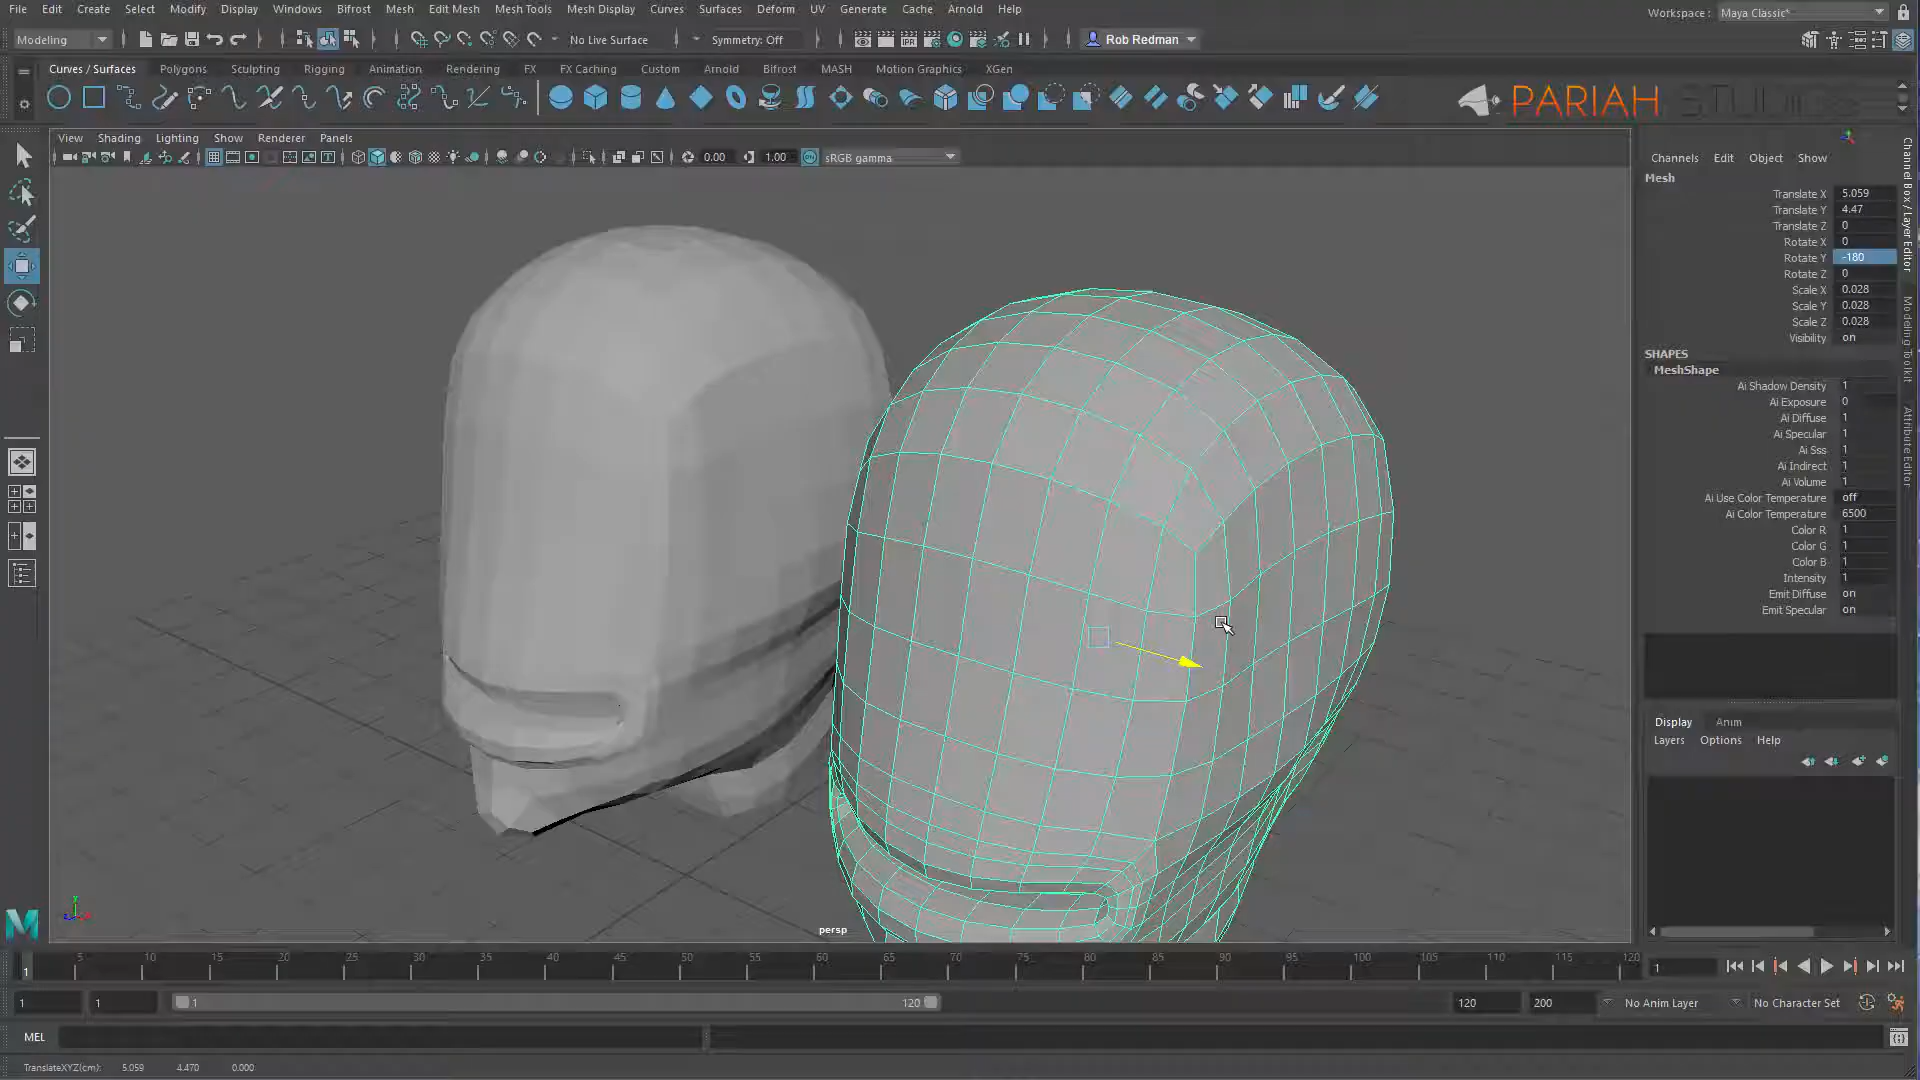 File Edit Create Select Modify Display Windows Bifrost Mesh Edit Mesh Mesh Tools Mesh Display Curves Surfaces Deform UV Generate Cache Arnold Help
Workspace : Maya Classic*
Modeling
No Live Surface
Symmetry: Off
Rob Redman
Curves / Surfaces Polygons Sculpting Rigging Animation Rendering FX FX Caching Custom Arnold Bifrost MASH Motion Graphics XGen
PARIAH STUDIOS
View Shading Lighting Show Renderer Panels
0.00 1.00 sRGB gamma
Channels Edit Object Show
Mesh
Translate X 5.059
Translate Y 4.47
Translate Z 0
Rotate X 0
Rotate Y -180
Rotate Z 0
Scale X 0.028
Scale Y 0.028
Scale Z 0.028
Visibility on
SHAPES
MeshShape
Ai Shadow Density 1
Ai Exposure 0
Ai Diffuse 1
Ai Specular 1
Ai Sss 1
Ai Indirect 1
Ai Volume 1
Ai Use Color Temperature off
Ai Color Temperature 6500
Color R 1
Color G 1
Color B 1
Intensity 1
Emit Diffuse on
Emit Specular on
Channel Box / Layer Editor
Modeling Toolkit
Attribute Editor
Display Anim
Layers Options Help
persp
1 5 10 15 20 25 30 35 40 45 50 55 60 65 70 75 80 85 90 95 100 105 110 115 120
1
1 1 1 120 120 200 No Anim Layer No Character Set
MEL
TranslateXYZ(cm): 5.059 4.470 0.000